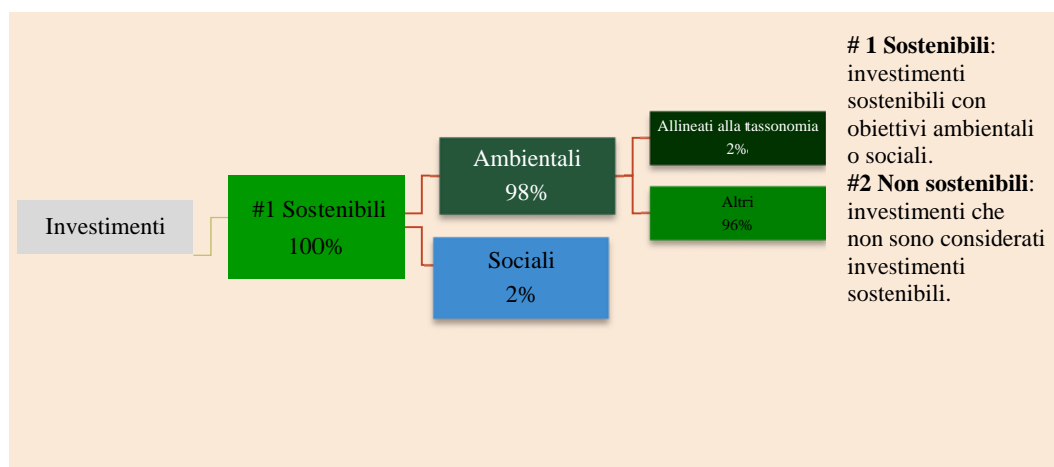 Investimenti
#1 Sostenibili
100%
Ambientali
98%
Sociali
2%
Allineati alla tassonomia
2%
Altri
96%
# 1 Sostenibili:
investimenti
sostenibili con
obiettivi ambientali
o sociali.
#2 Non sostenibili:
investimenti che
non sono considerati
investimenti
sostenibili.